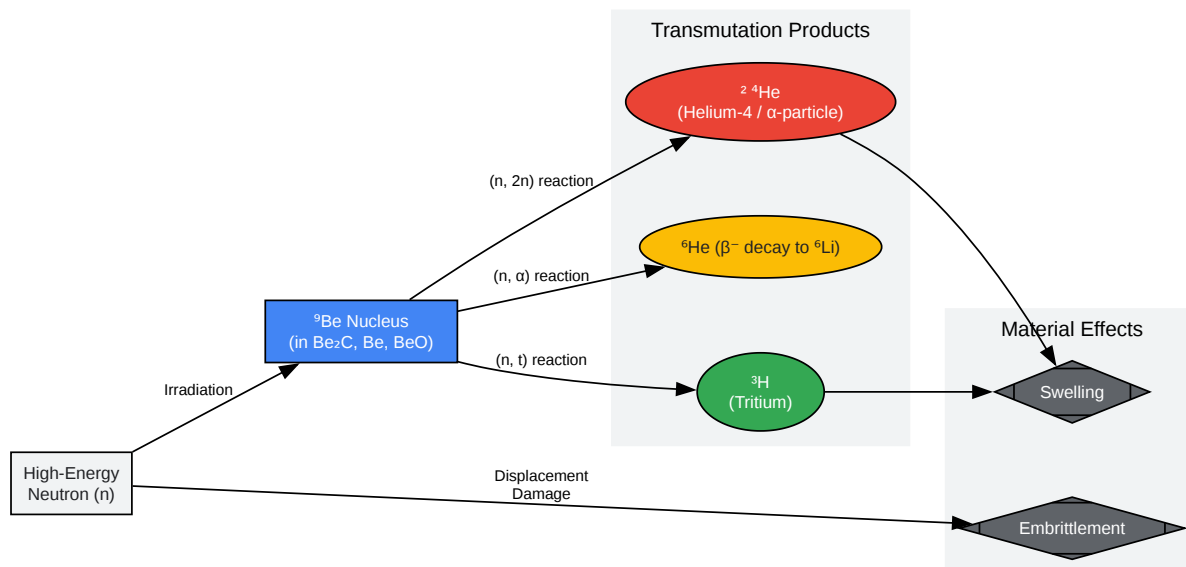 Transmutation Products
² ⁴He
(Helium-4 / α-particle)
(n, 2n) reaction
⁶He (β⁻ decay to ⁶Li)
(n, α) reaction
⁹Be Nucleus
(in Be₂C, Be, BeO)
Material Effects
(n, t) reaction
³H
(Tritium)
Swelling
Irradiation
High-Energy
Neutron (n)
Displacement
Damage
Embrittlement